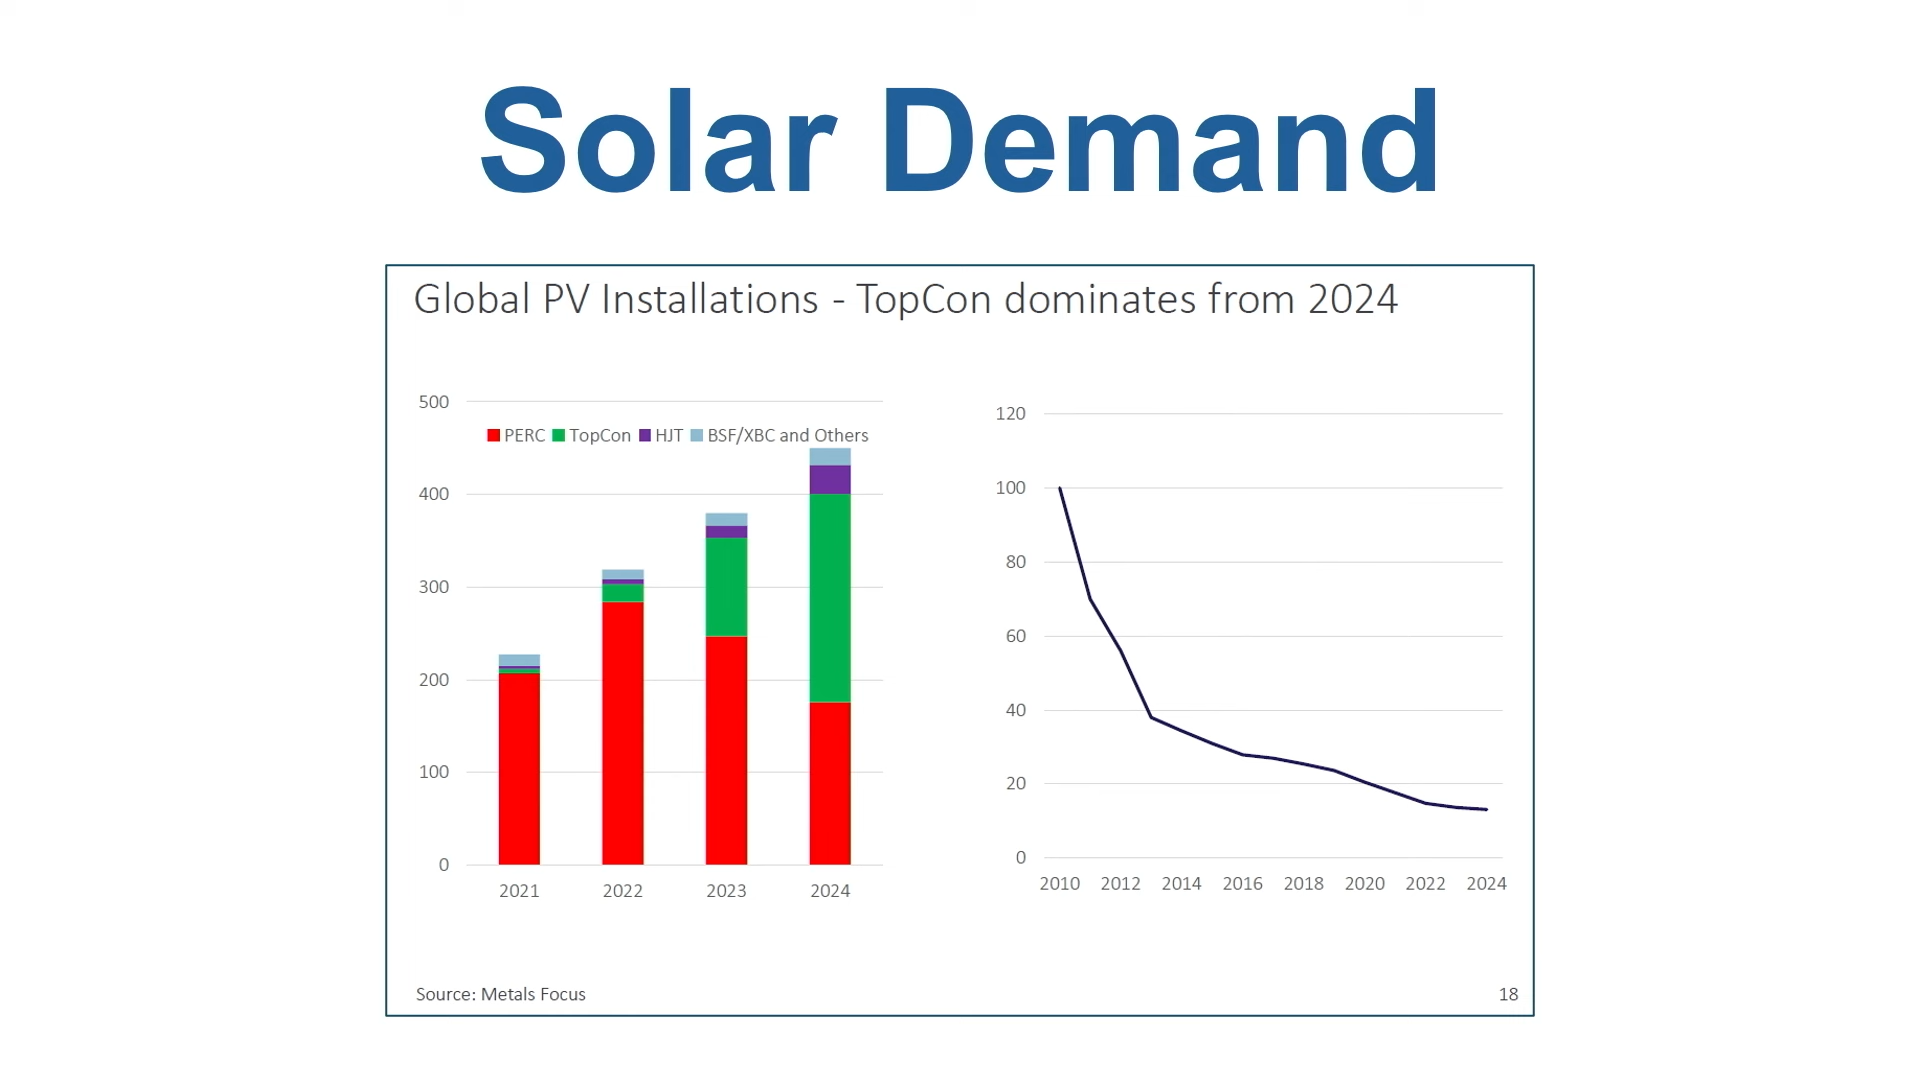 Solar Demand
Global PV Installations - TopCon dominates from 2024
500
PERC TopCon HJT BSF/XBC and Others
400
300
200
100
0
2021 2022 2023 2024
120
100
80
60
40
20
0
2010 2012 2014 2016 2018 2020 2022 2024
Source: Metals Focus
18